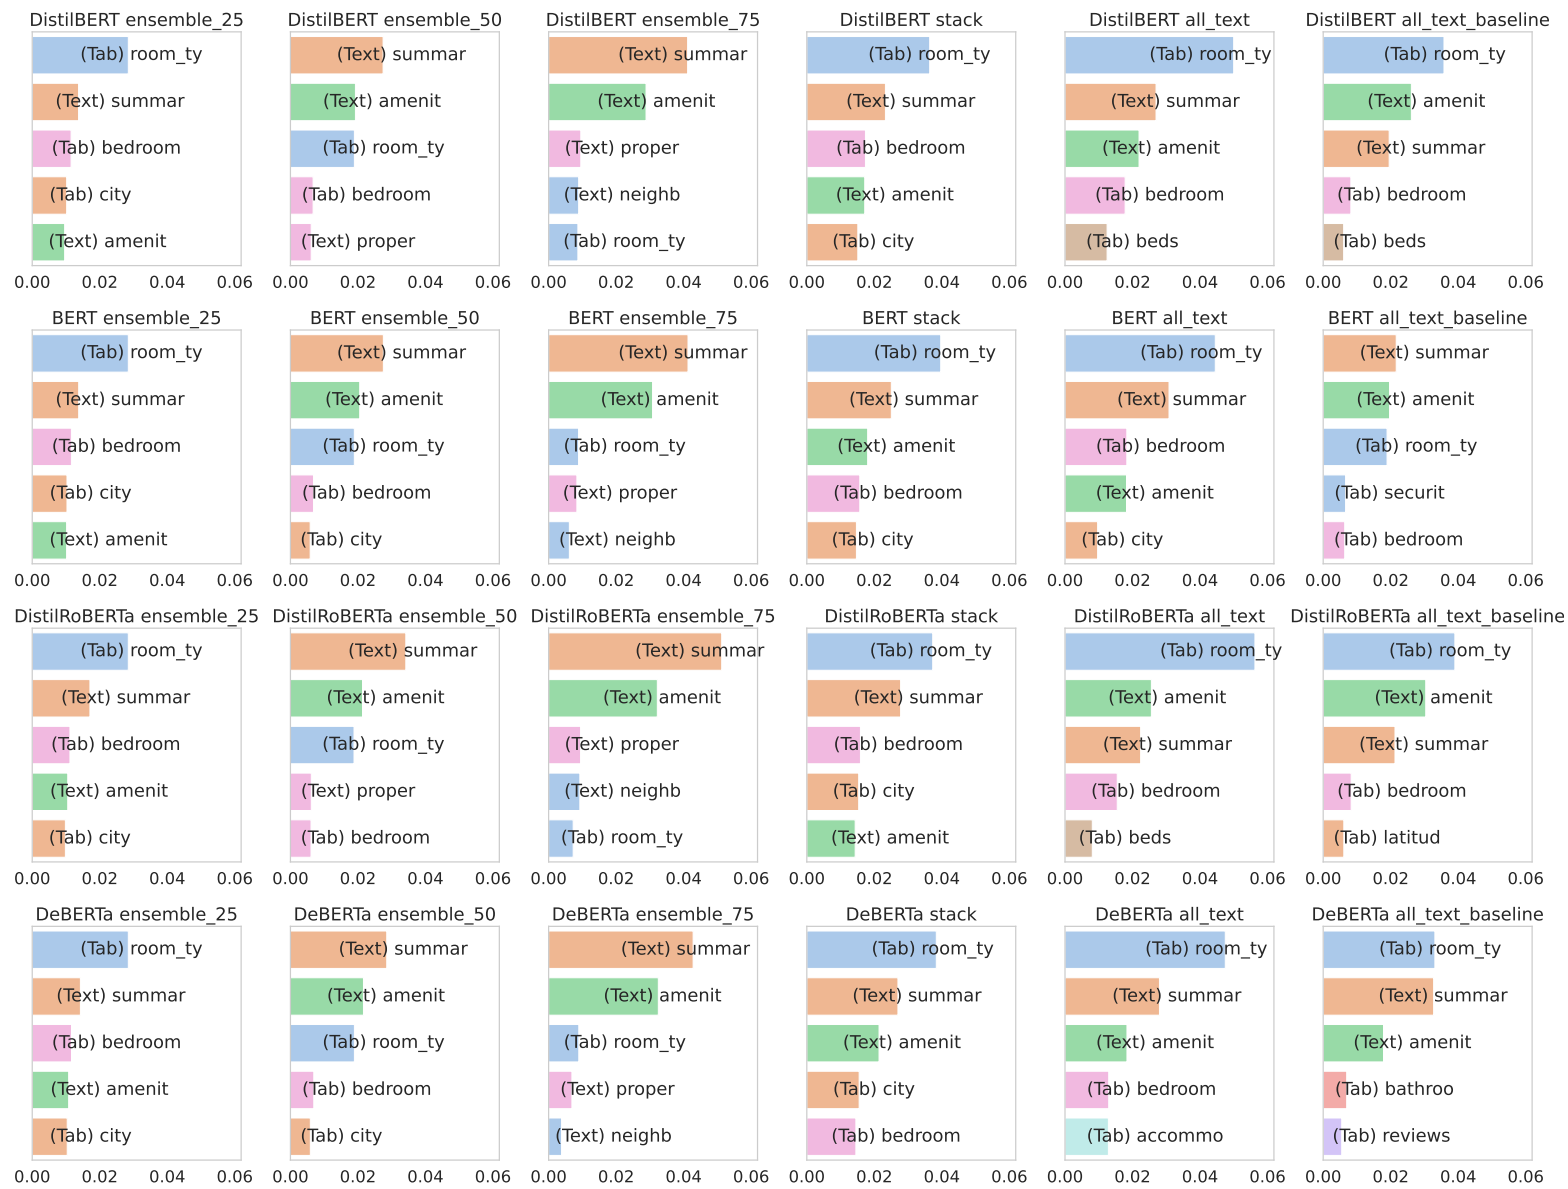 DistilBERT ensemble_25 DistilBERT ensemble_50 DistilBERT ensemble_75 DistilBERT stack DistilBERT all_text DistilBERT all_text_baseline
(Tab) room_ty (Text) summar (Text) summar (Tab) room_ty (Tab) room_ty (Tab) room_ty
(Text) summar (Text) amenit (Text) amenit (Text) summar (Text) summar (Text) amenit
(Tab) bedroom (Tab) room_ty (Text) proper (Tab) bedroom (Text) amenit (Text) summar
(Tab) city (Tab) bedroom (Text) neighb (Text) amenit (Tab) bedroom (Tab) bedroom
(Text) amenit (Text) proper (Tab) room_ty (Tab) city (Tab) beds (Tab) beds
0.00 0.02 0.04 0.06 0.00 0.02 0.04 0.06 0.00 0.02 0.04 0.06 0.00 0.02 0.04 0.06 0.00 0.02 0.04 0.06 0.00 0.02 0.04 0.06
BERT ensemble_25 BERT ensemble_50 BERT ensemble_75 BERT stack BERT all_text BERT all_text_baseline
(Tab) room_ty (Text) summar (Text) summar (Tab) room_ty (Tab) room_ty (Text) summar
(Text) summar (Text) amenit (Text) amenit (Text) summar (Text) summar (Text) amenit
(Tab) bedroom (Tab) room_ty (Tab) room_ty (Text) amenit (Tab) bedroom (Tab) room_ty
(Tab) city (Tab) bedroom (Text) proper (Tab) bedroom (Text) amenit (Tab) securit
(Text) amenit (Tab) city (Text) neighb (Tab) city (Tab) city (Tab) bedroom
0.00 0.02 0.04 0.06 0.00 0.02 0.04 0.06 0.00 0.02 0.04 0.06 0.00 0.02 0.04 0.06 0.00 0.02 0.04 0.06 0.00 0.02 0.04 0.06
DistilRoBERTa ensemble_25 DistilRoBERTa ensemble_50 DistilRoBERTa ensemble_75 DistilRoBERTa stack DistilRoBERTa all_text DistilRoBERTa all_text_baseline
(Tab) room_ty (Text) summar (Text) summar (Tab) room_ty (Tab) room_ty (Tab) room_ty
(Text) summar (Text) amenit (Text) amenit (Text) summar (Text) amenit (Text) amenit
(Tab) bedroom (Tab) room_ty (Text) proper (Tab) bedroom (Text) summar (Text) summar
(Text) amenit (Text) proper (Text) neighb (Tab) city (Tab) bedroom (Tab) bedroom
(Tab) city (Tab) bedroom (Tab) room_ty (Text) amenit (Tab) beds (Tab) latitud
0.00 0.02 0.04 0.06 0.00 0.02 0.04 0.06 0.00 0.02 0.04 0.06 0.00 0.02 0.04 0.06 0.00 0.02 0.04 0.06 0.00 0.02 0.04 0.06
DeBERTa ensemble_25 DeBERTa ensemble_50 DeBERTa ensemble_75 DeBERTa stack DeBERTa all_text DeBERTa all_text_baseline
(Tab) room_ty (Text) summar (Text) summar (Tab) room_ty (Tab) room_ty (Tab) room_ty
(Text) summar (Text) amenit (Text) amenit (Text) summar (Text) summar (Text) summar
(Tab) bedroom (Tab) room_ty (Tab) room_ty (Text) amenit (Text) amenit (Text) amenit
(Text) amenit (Tab) bedroom (Text) proper (Tab) city (Tab) bedroom (Tab) bathroo
(Tab) city (Tab) city (Text) neighb (Tab) bedroom (Tab) accommo (Tab) reviews
0.00 0.02 0.04 0.06 0.00 0.02 0.04 0.06 0.00 0.02 0.04 0.06 0.00 0.02 0.04 0.06 0.00 0.02 0.04 0.06 0.00 0.02 0.04 0.06